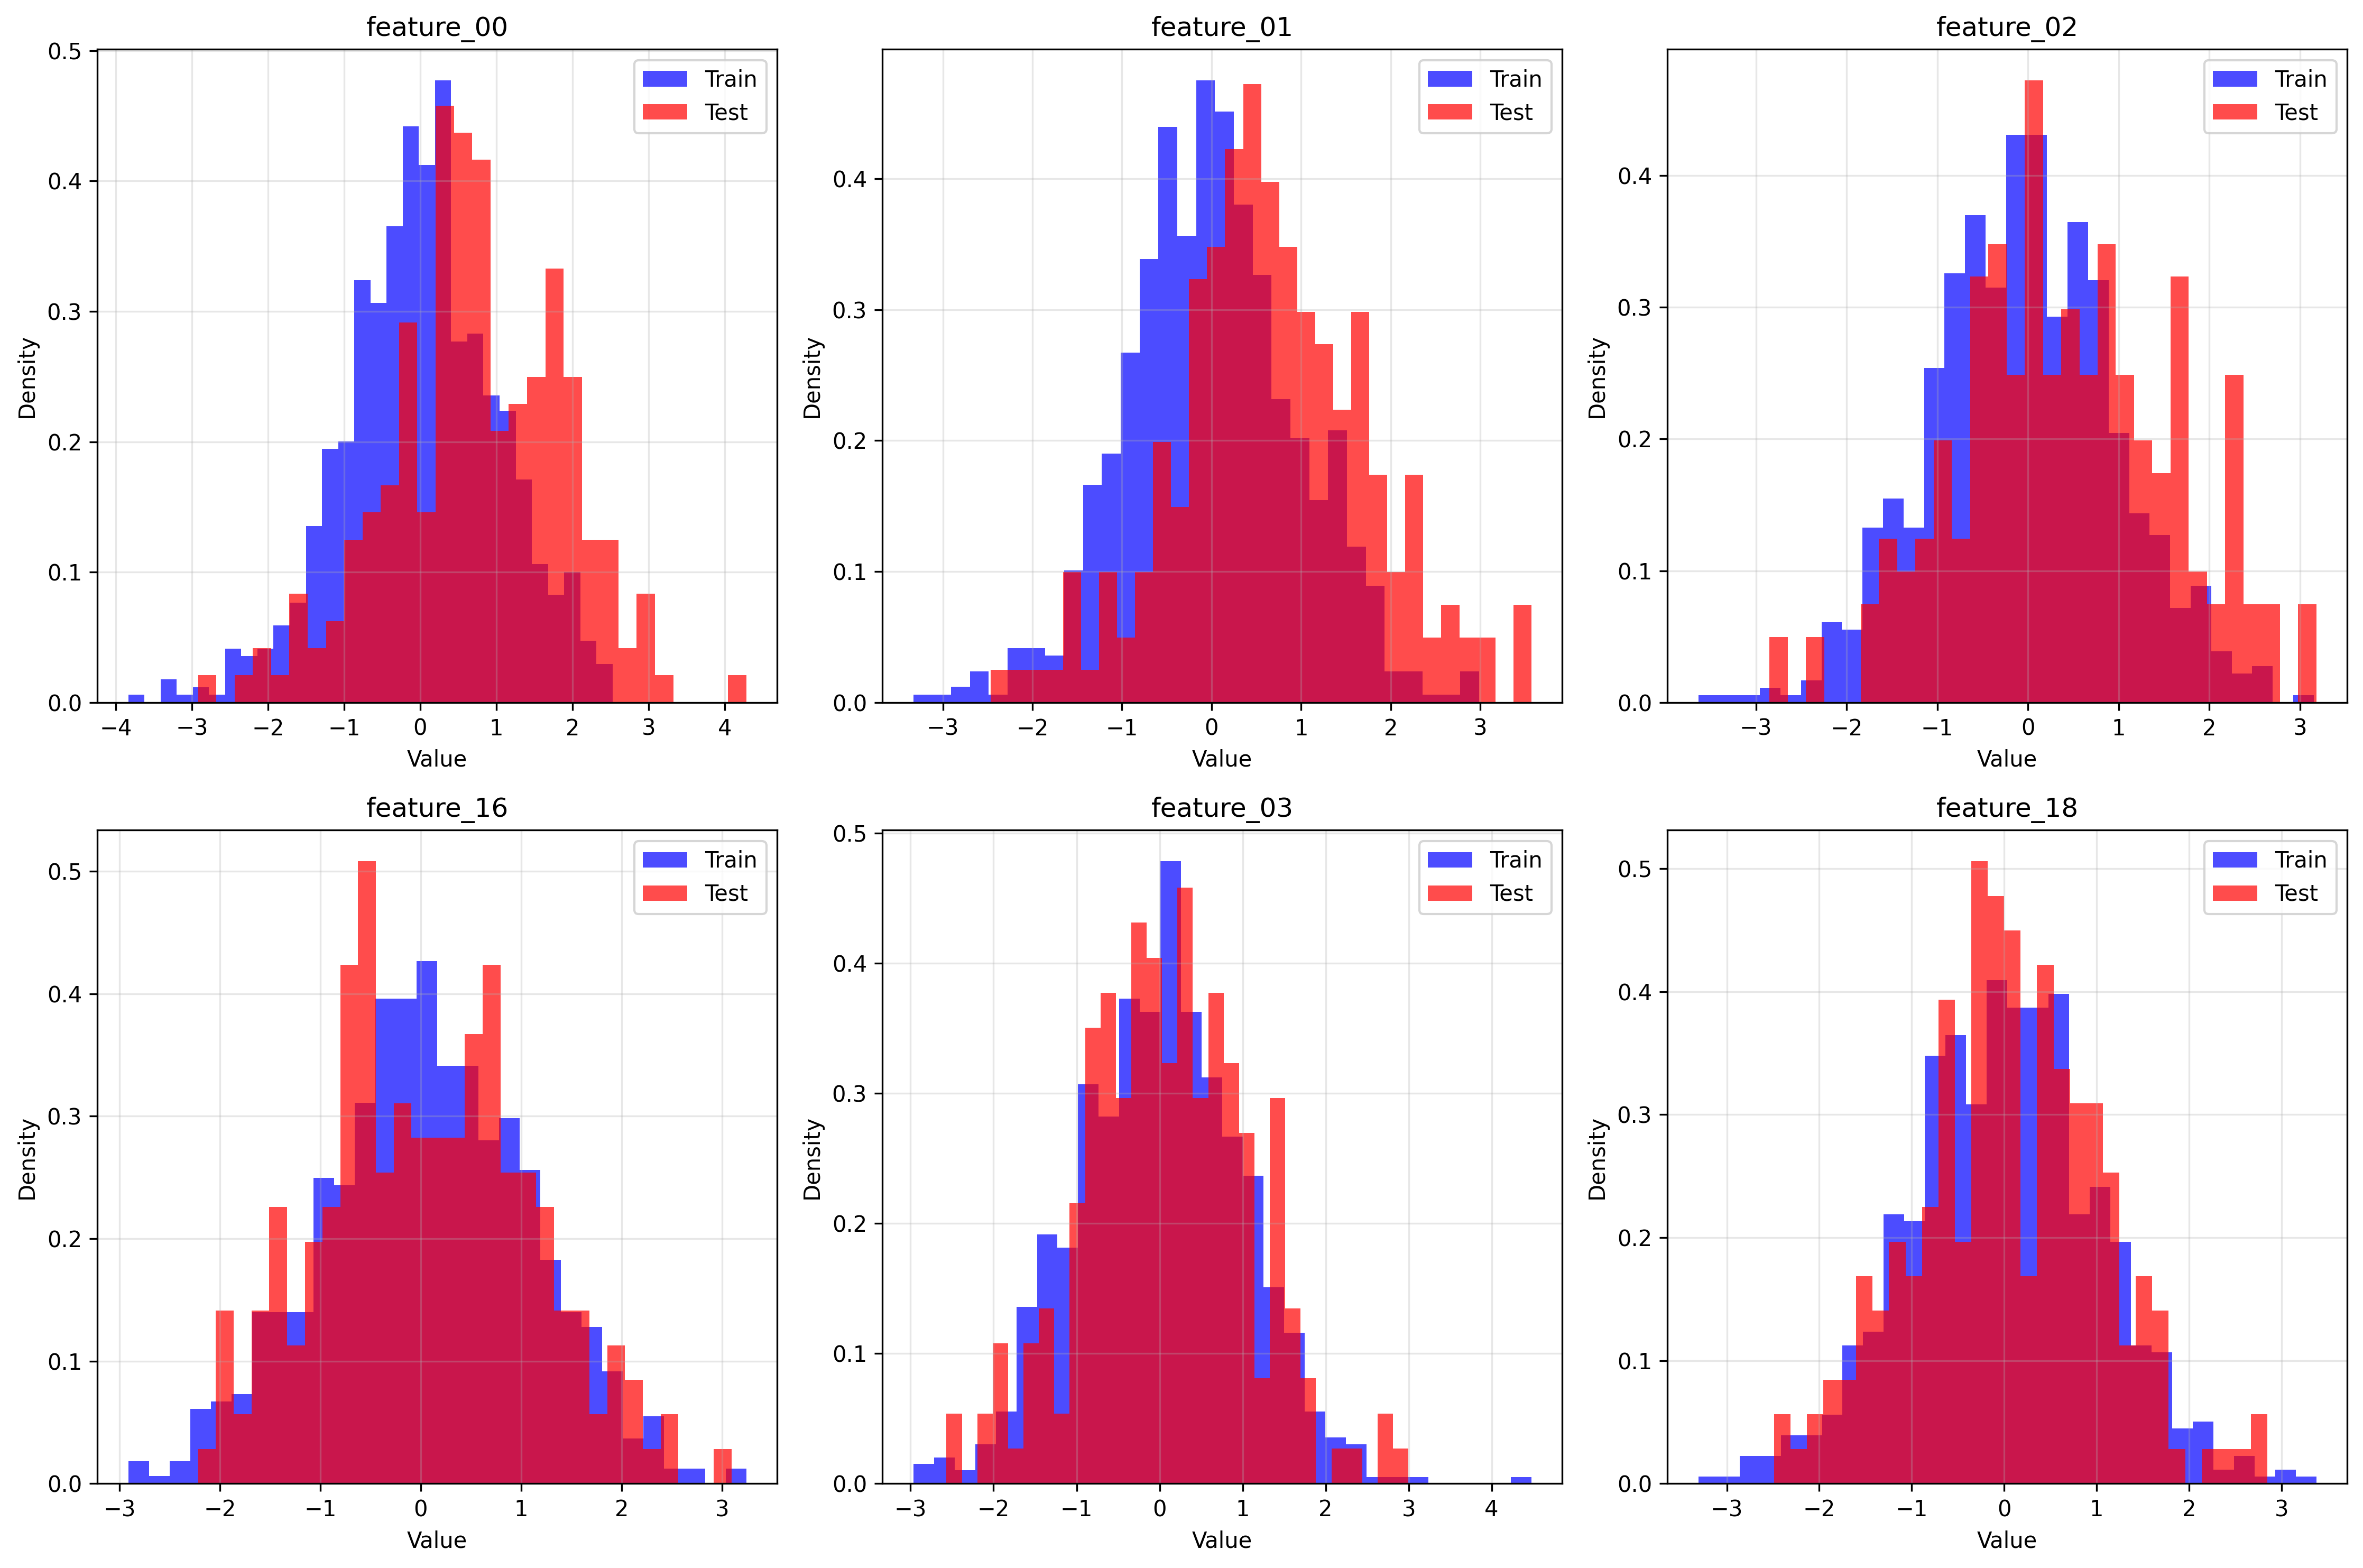 feature_00
feature_01
feature_02
Train
Test
Train
Test
Train
Test
0.5
0.4
0.3
0.2
0.1
0.0
Density
−4 −3 −2 −1 0 1 2 3 4
Value
0.4
0.3
0.2
0.1
0.0
Density
−3 −2 −1 0 1 2 3
Value
0.4
0.3
0.2
0.1
0.0
Density
−3 −2 −1 0 1 2 3
Value
feature_16
feature_03
feature_18
Train
Test
Train
Test
Train
Test
0.5
0.4
0.3
0.2
0.1
0.0
Density
−3 −2 −1 0 1 2 3
Value
0.5
0.4
0.3
0.2
0.1
0.0
Density
−3 −2 −1 0 1 2 3 4
Value
0.5
0.4
0.3
0.2
0.1
0.0
Density
−3 −2 −1 0 1 2 3
Value